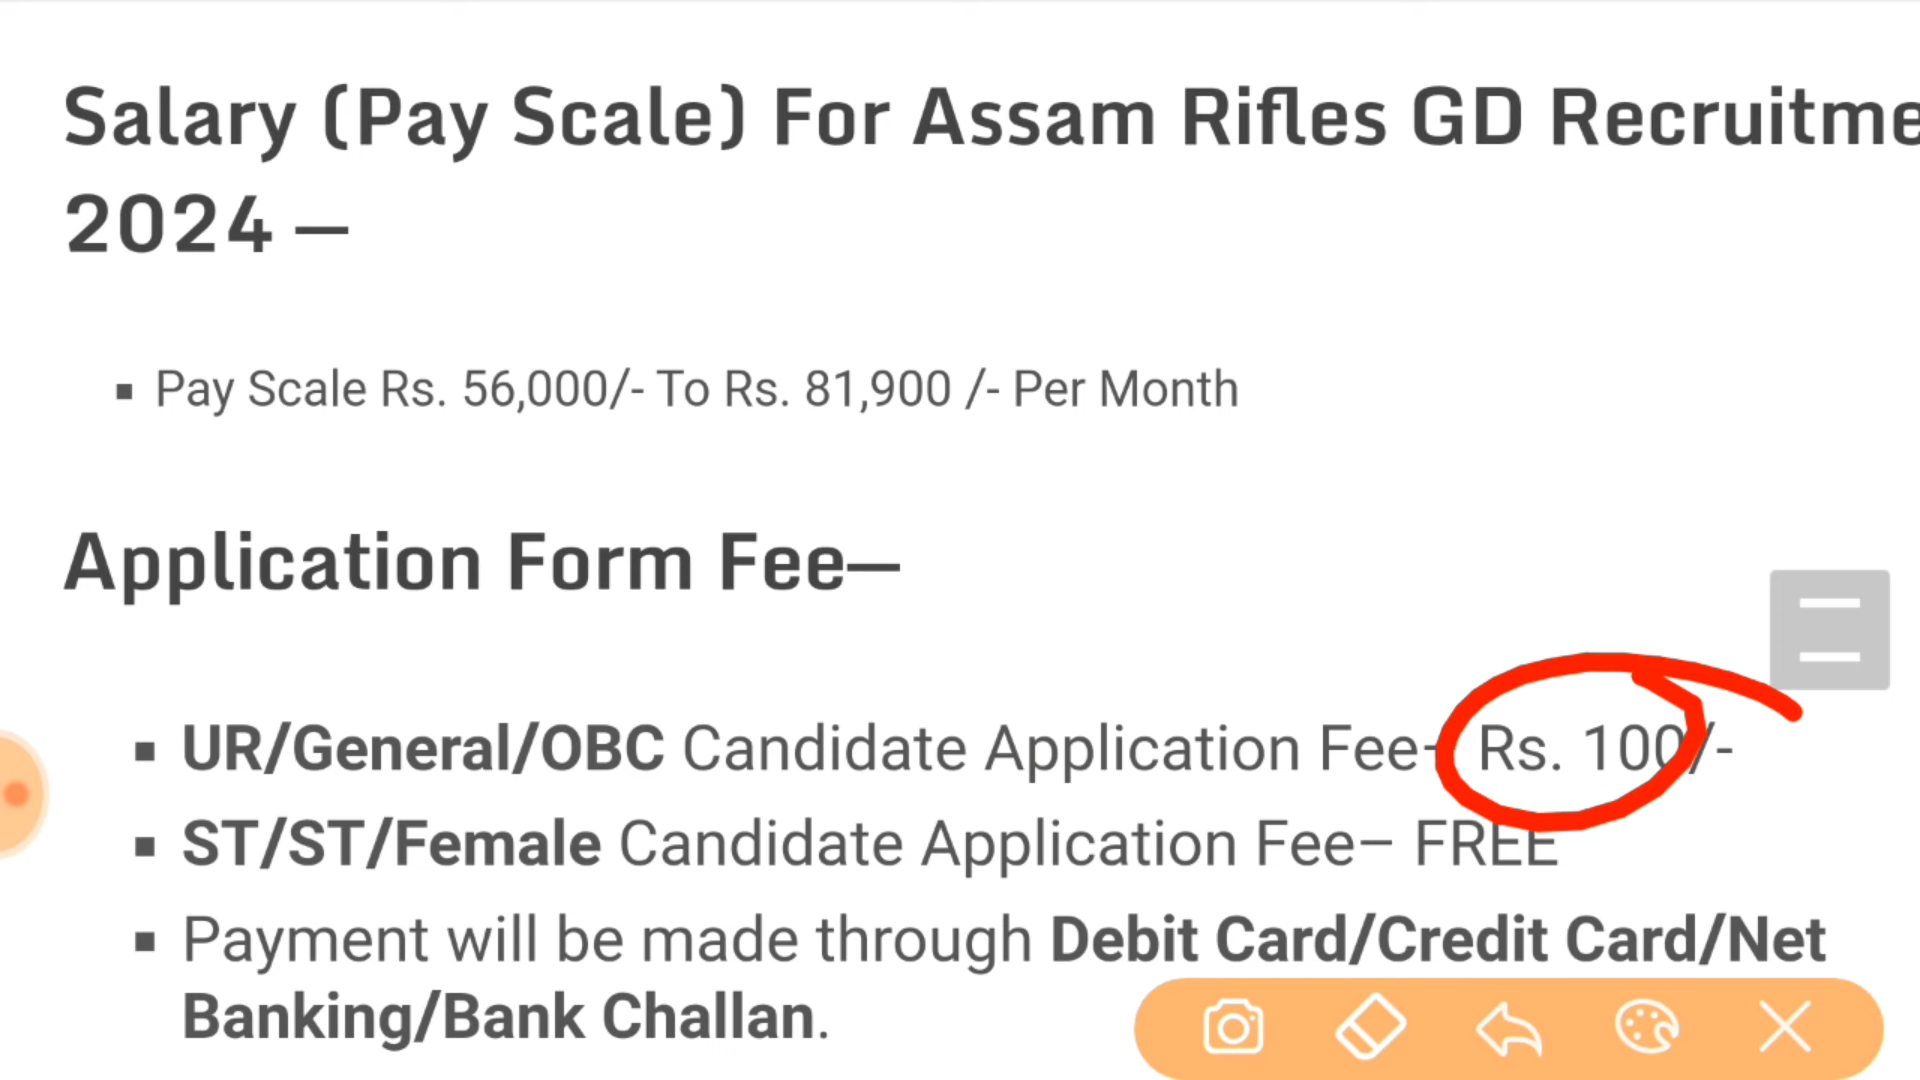 Salary (Pay Scale) For Assam Rifles GD Recruitme
2024 –
▪ Pay Scale Rs. 56,000/- To Rs. 81,900 /- Per Month
Application Form Fee–
▪ UR/General/OBC Candidate Application Fee– Rs. 100/-
▪ ST/ST/Female Candidate Application Fee– FREE
▪ Payment will be made through Debit Card/Credit Card/Net
Banking/Bank Challan.